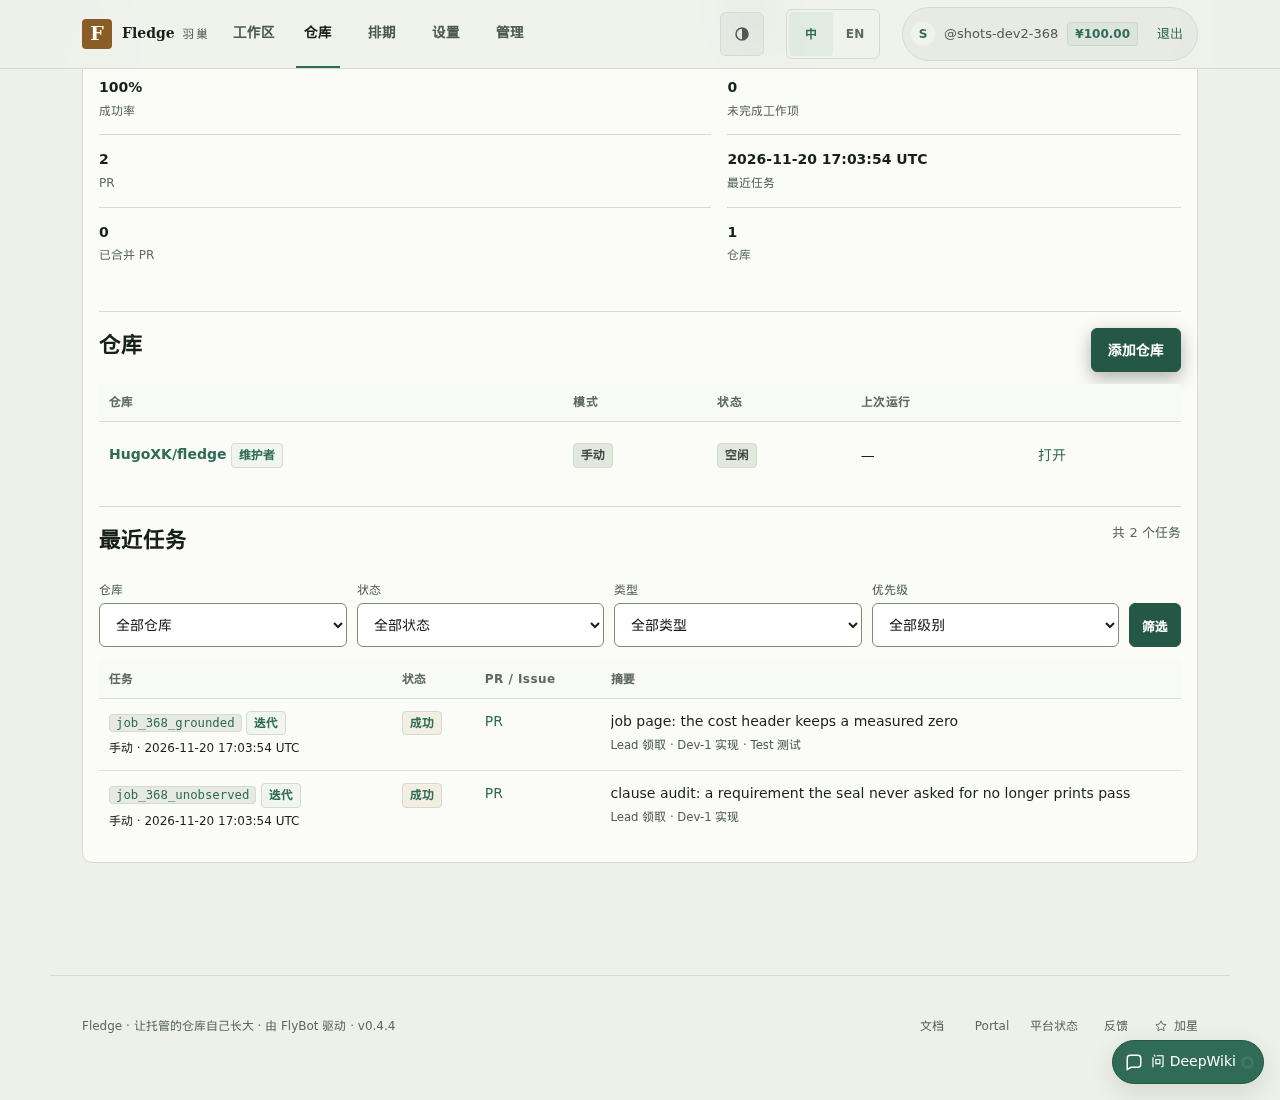 F Fledge 羽巢 工作区 仓库 排期 设置 管理 中 EN S @shots-dev2-368 ¥100.00 退出
100% 0
成功率 未完成工作项
2 2026-11-20 17:03:54 UTC
PR 最近任务
0 1
已合并 PR 仓库
仓库 添加仓库
仓库 模式 状态 上次运行
HugoXK/fledge 维护者 手动 空闲 — 打开
最近任务 共 2 个任务
仓库 状态 类型 优先级
全部仓库 全部状态 全部类型 全部级别 筛选
任务 状态 PR / Issue 摘要
job_368_grounded 迭代 成功 PR job page: the cost header keeps a measured zero
手动 · 2026-11-20 17:03:54 UTC Lead 领取 · Dev-1 实现 · Test 测试
job_368_unobserved 迭代 成功 PR clause audit: a requirement the seal never asked for no longer prints pass
手动 · 2026-11-20 17:03:54 UTC Lead 领取 · Dev-1 实现
Fledge · 让托管的仓库自己长大 · 由 FlyBot 驱动 · v0.4.4 文档 Portal 平台状态 反馈 加星
问 DeepWiki